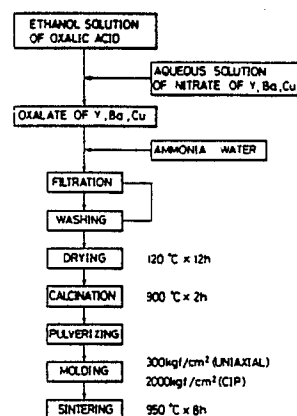 ETHANOL SOLUTION
OF OXALIC ACID
AQUEOUS SOLUTION
OF NITRATE OF Y, Ba, Cu
OXALATE OF Y, Ba, Cu
AMMONIA WATER
FILTRATION
WASHING
DRYING 120 °C × 12h
CALCINATION 900 °C × 2h
PULVERIZING
300kgf/cm² (UNIAXIAL)
MOLDING
2000kgf/cm² (CIP)
SINTERING 950 °C × 8h